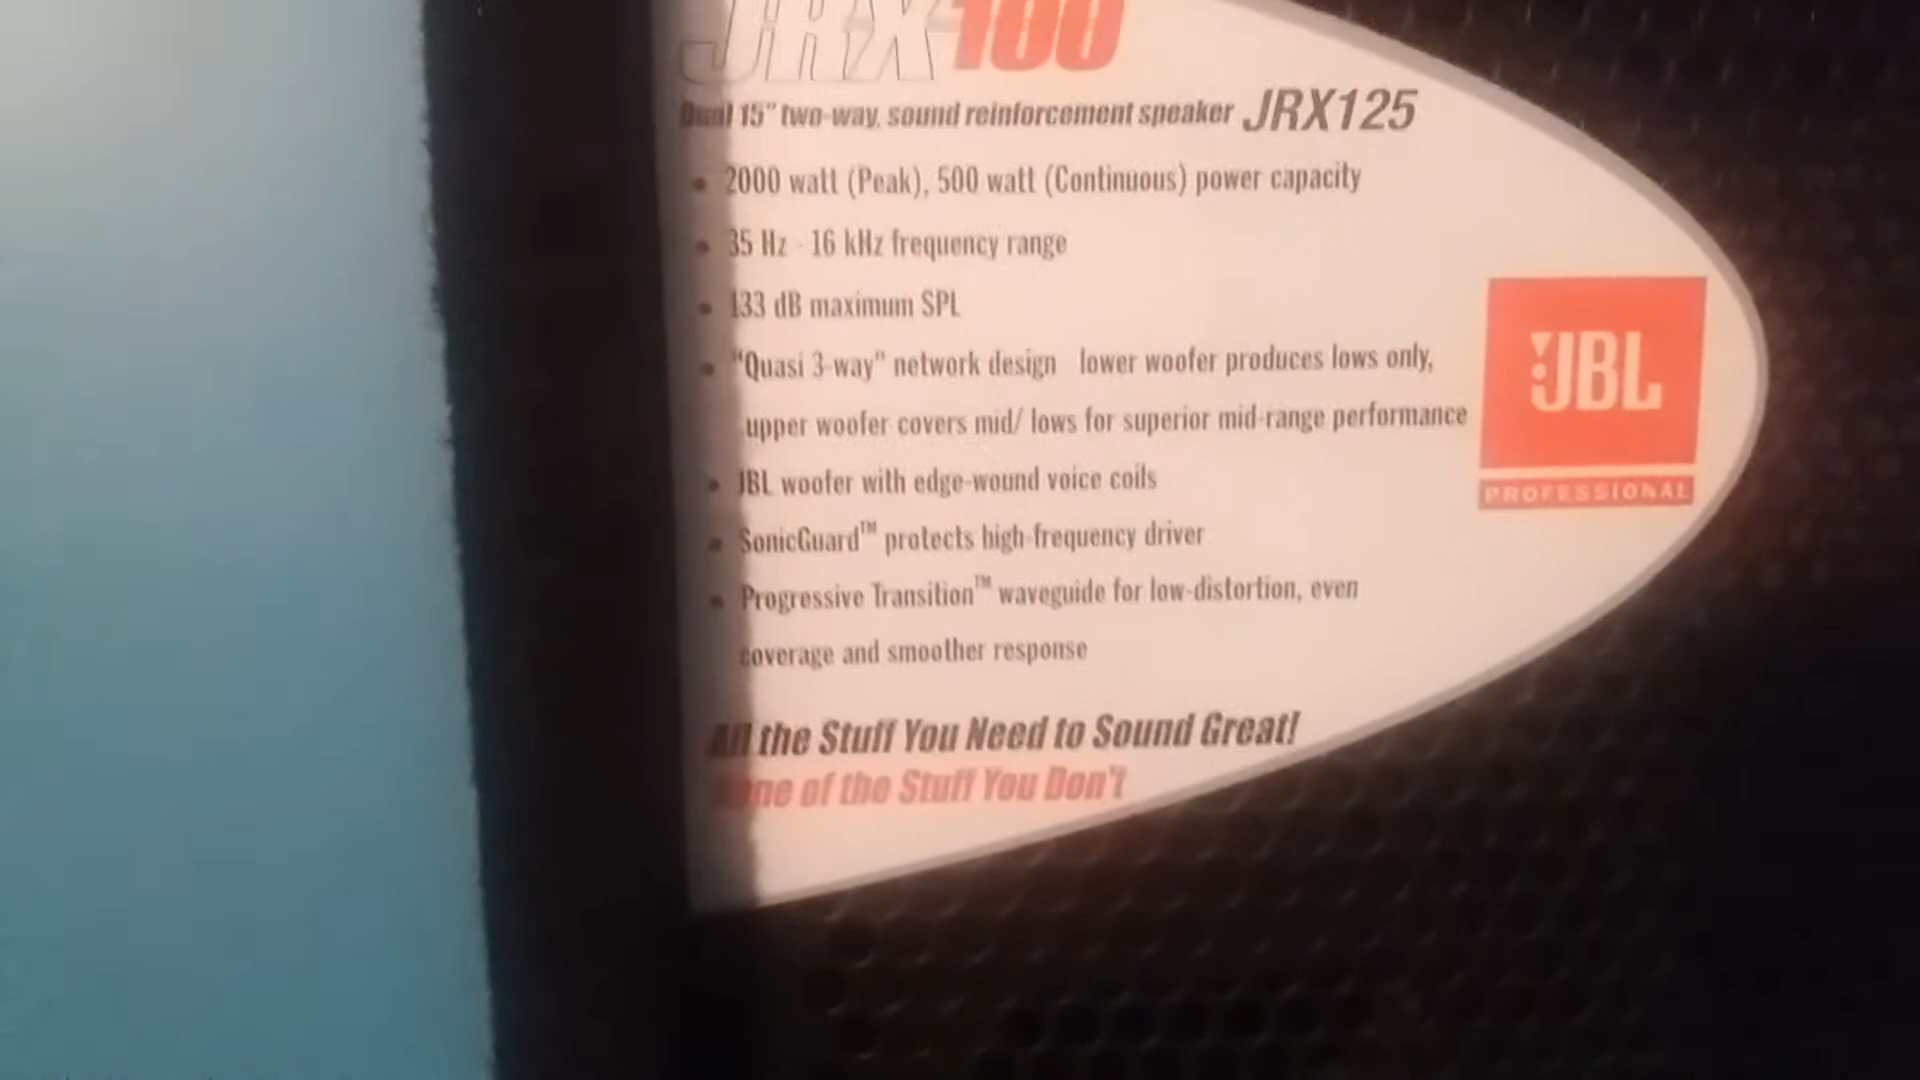 JRX100
Dual 15" two-way, sound reinforcement speaker JRX125
• 2000 watt (Peak), 500 watt (Continuous) power capacity
• 35 Hz - 16 kHz frequency range
• 133 dB maximum SPL
• "Quasi 3-way" network design lower woofer produces lows only,
upper woofer covers mid/ lows for superior mid-range performance
• JBL woofer with edge-wound voice coils
• SonicGuard™ protects high-frequency driver
• Progressive Transition™ waveguide for low-distortion, even
coverage and smoother response
JBL
PROFESSIONAL
All the Stuff You Need to Sound Great!
None of the Stuff You Don't